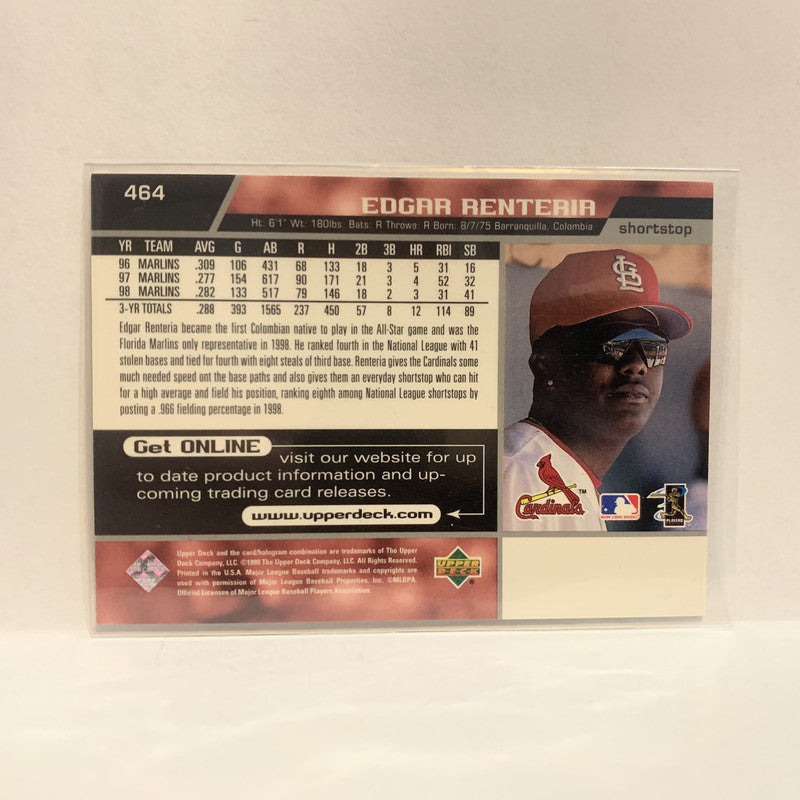 464
EDGAR RENTERIA
Ht: 6'1" Wt: 180lbs. Bats: R Throws: R Born: 8/7/75 Barranquilla, Colombia
shortstop
YR TEAM AVG G AB R H 2B 3B HR RBI SB
96 MARLINS .309 106 431 68 133 18 3 5 31 16
97 MARLINS .277 154 617 90 171 21 3 4 52 32
98 MARLINS .282 133 517 79 146 18 2 3 31 41
3-YR TOTALS .288 393 1565 237 450 57 8 12 114 89
Edgar Renteria became the first Colombian native to play in the All-Star game and was the
Florida Marlins only representative in 1998. He ranked fourth in the National League with 41
stolen bases and tied for fourth with eight steals of third base. Renteria gives the Cardinals some
much needed speed ont the base paths and also gives them an everyday shortstop who can hit
for a high average and field his position, ranking eighth among National League shortstops by
posting a .966 fielding percentage in 1998.
Get ONLINE
visit our website for up
to date product information and up-
coming trading card releases.
www.upperdeck.com
STL
Cardinals TM
MAJOR LEAGUE BASEBALL
PLAYERS
Upper Deck and the card/hologram combination are trademarks of The Upper
Deck Company, LLC. ©1999 The Upper Deck Company, LLC. All Rights Reserved.
Printed in the U.S.A. Major League Baseball trademarks and copyrights are
used with permission of Major League Baseball Properties, Inc. ©MLBPA.
Official Licensee of Major League Baseball Players Association.
UPPER
DECK